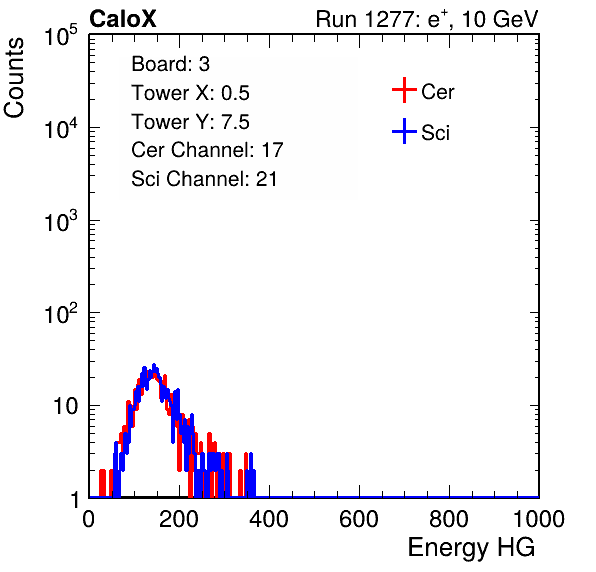 CaloX Run 1277: e⁺, 10 GeV
Counts
10⁵
10⁴
10³
10²
10
1
Board: 3
Tower X: 0.5
Tower Y: 7.5
Cer Channel: 17
Sci Channel: 21
Cer
Sci
0 200 400 600 800 1000
Energy HG